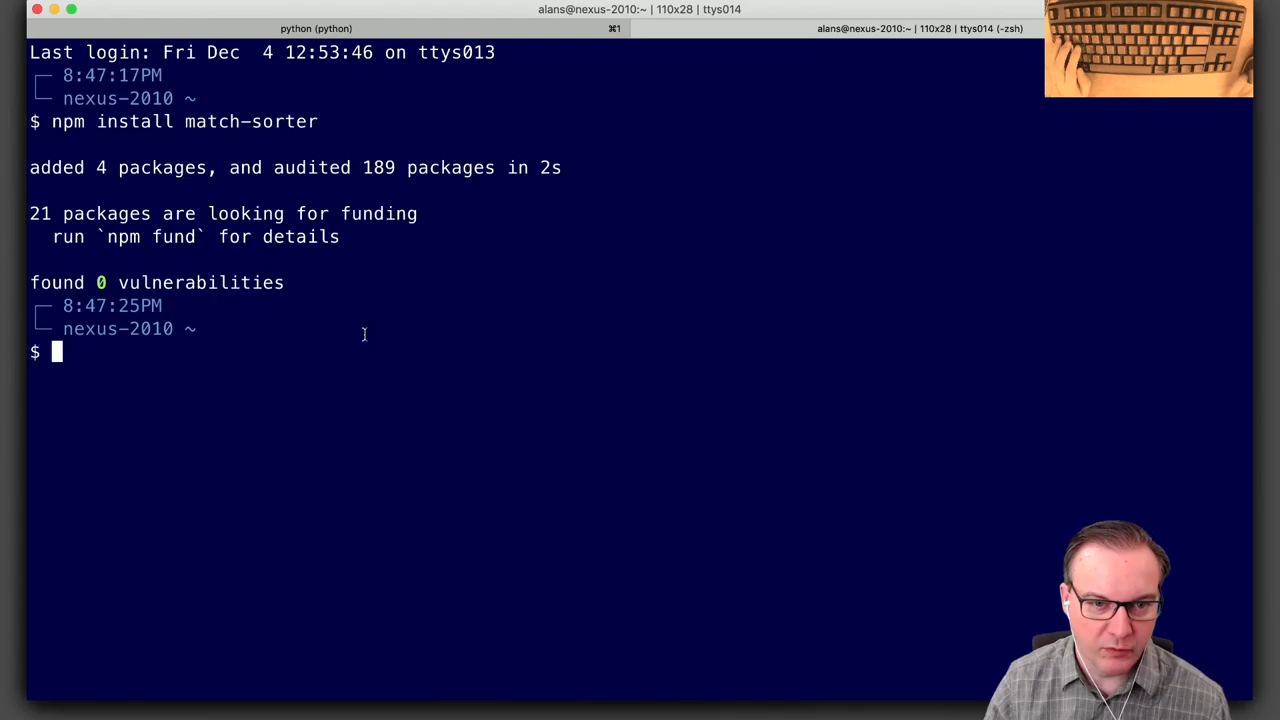 alans@nexus-2010:~ | 110x28 | ttys014
python (python) ⌘1 alans@nexus-2010:~ | 110x28 | ttys014 (-zsh)
Last login: Fri Dec  4 12:53:46 on ttys013
┌─ 8:47:17PM
└─ nexus-2010 ~
$ npm install match-sorter
added 4 packages, and audited 189 packages in 2s
21 packages are looking for funding
  run `npm fund` for details
found 0 vulnerabilities
┌─ 8:47:25PM
└─ nexus-2010 ~
$